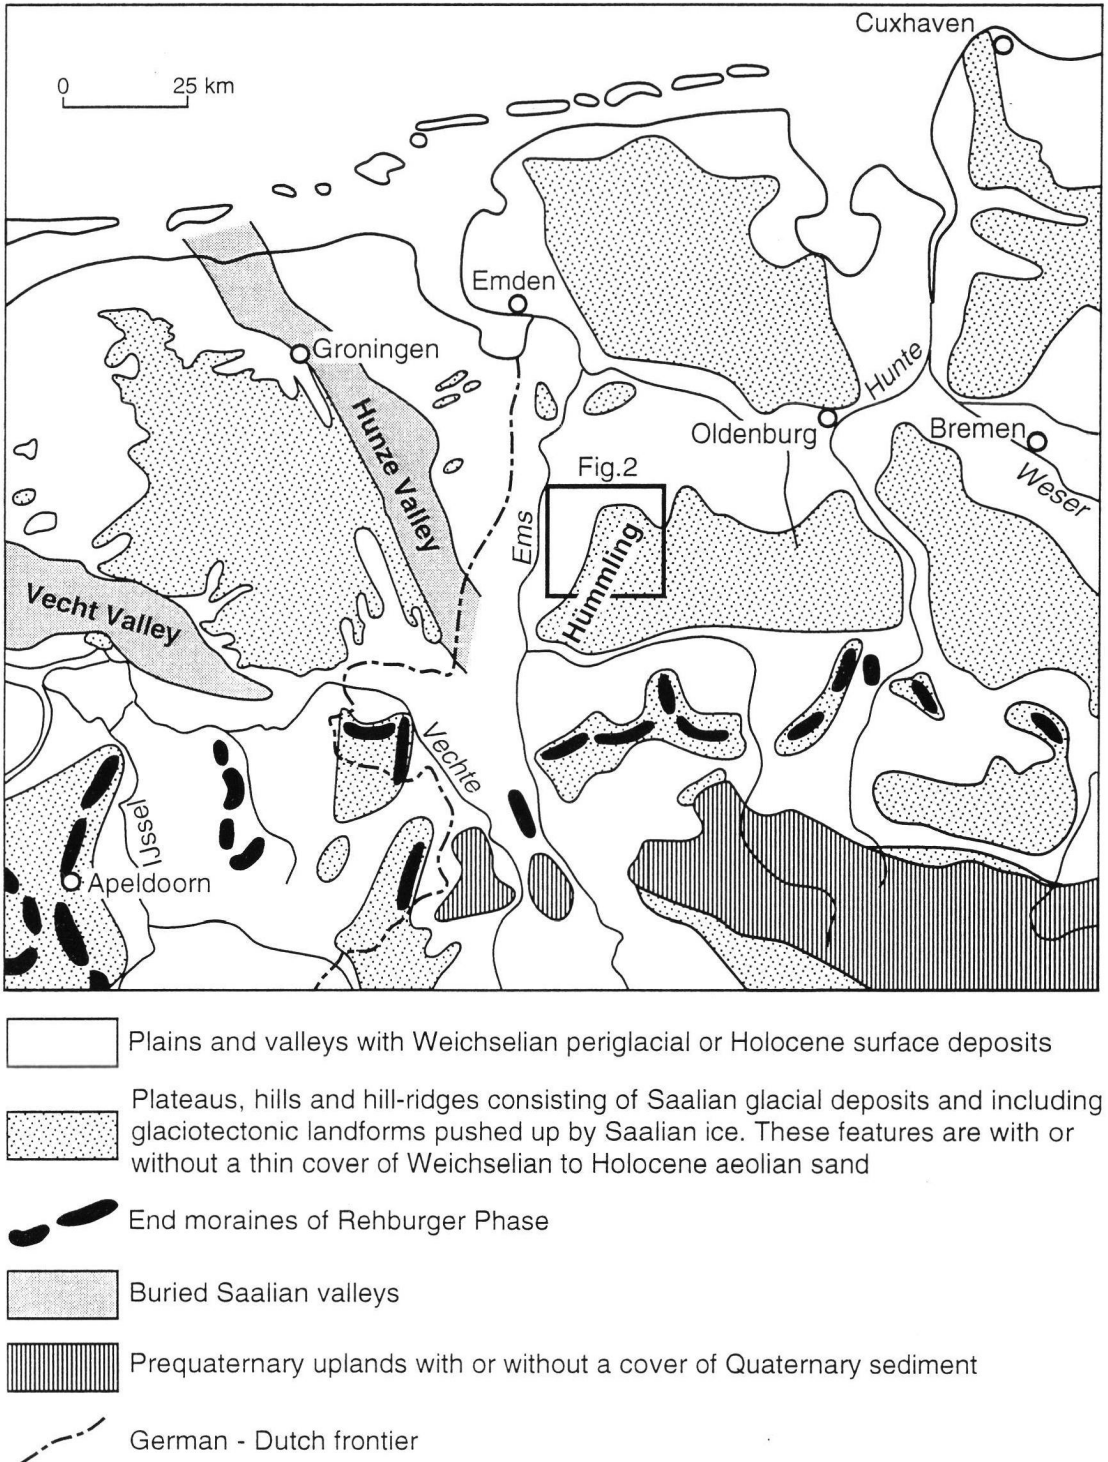 Cuxhaven
0 25 km
Emden
Groningen
Hunte
Hunze Valley
Oldenburg
Bremen
Weser
Fig.2
Ems
Hümmling
Vecht Valley
Vechte
IJssel
Apeldoorn
Plains and valleys with Weichselian periglacial or Holocene surface deposits
Plateaus, hills and hill-ridges consisting of Saalian glacial deposits and including
glaciotectonic landforms pushed up by Saalian ice. These features are with or
without a thin cover of Weichselian to Holocene aeolian sand
End moraines of Rehburger Phase
Buried Saalian valleys
Prequaternary uplands with or without a cover of Quaternary sediment
German - Dutch frontier